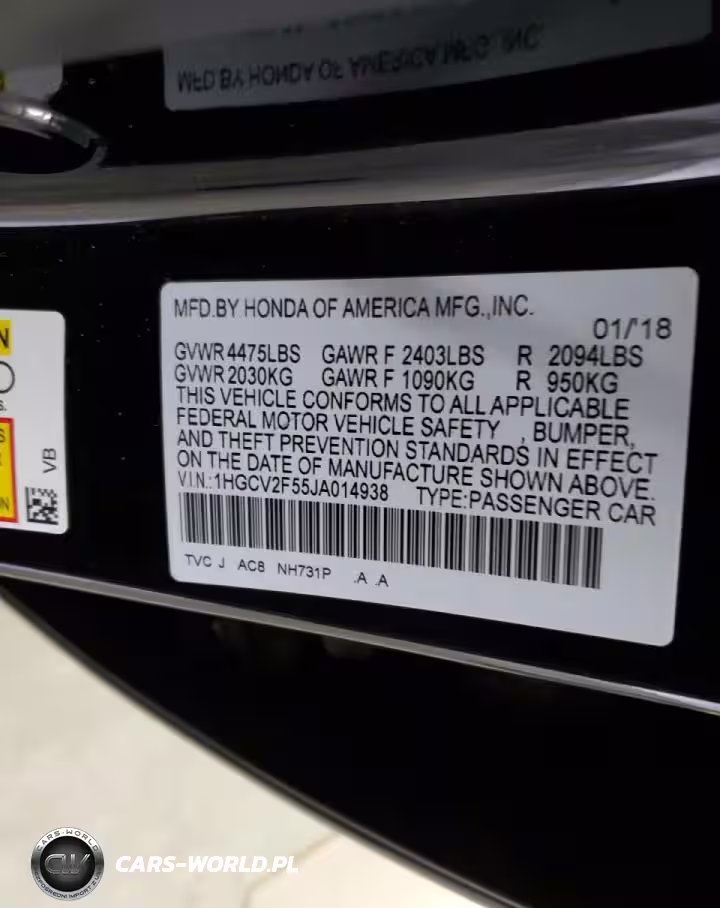 MFD BY HONDA OF AMERICA MFG., INC.
MFD.BY HONDA OF AMERICA MFG.,INC.
01/'18
GVWR 4475LBS GAWR F 2403LBS R 2094LBS
GVWR 2030KG GAWR F 1090KG R 950KG
THIS VEHICLE CONFORMS TO ALL APPLICABLE
FEDERAL MOTOR VEHICLE SAFETY , BUMPER,
AND THEFT PREVENTION STANDARDS IN EFFECT
ON THE DATE OF MANUFACTURE SHOWN ABOVE.
V.I.N.:1HGCV2F55JA014938 TYPE:PASSENGER CAR
TVC J AC8 NH731P .A .A
N
S.
S
N
VB
CARS-WORLD
CW
CARS-WORLD.PL